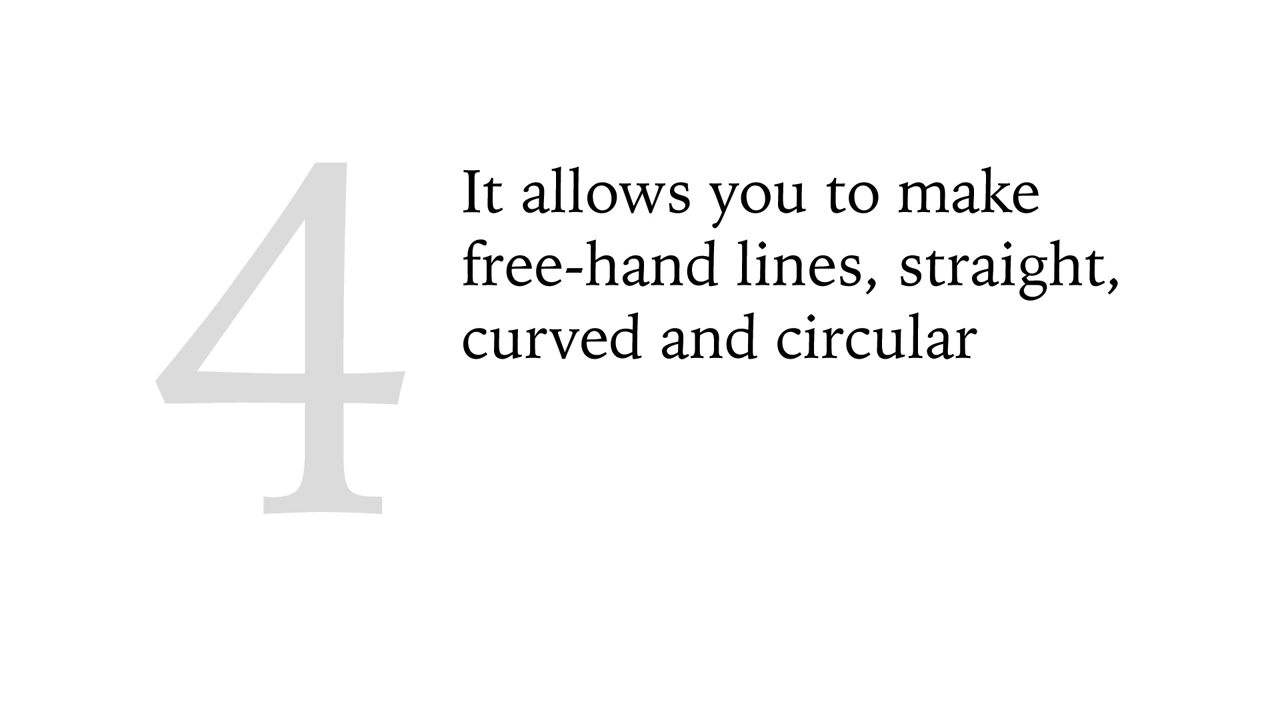 4
It allows you to make
free-hand lines, straight,
curved and circular